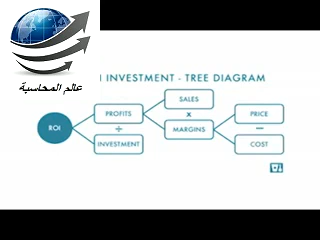 عالم المحاسبة
INVESTMENT - TREE DIAGRAM
SALES
PROFITS
x
PRICE
ROI
÷
MARGINS
−
INVESTMENT
COST